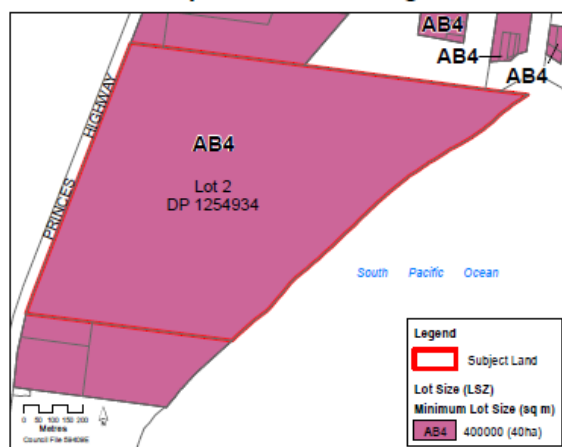 AB4
AB4
AB4
PRINCES HIGHWAY
AB4
Lot 2
DP 1254934
South Pacific Ocean
Legend
Subject Land
Lot Size (LSZ)
Minimum Lot Size (sq m)
AB4 400000 (40ha)
0 50 100 150 200
Metres